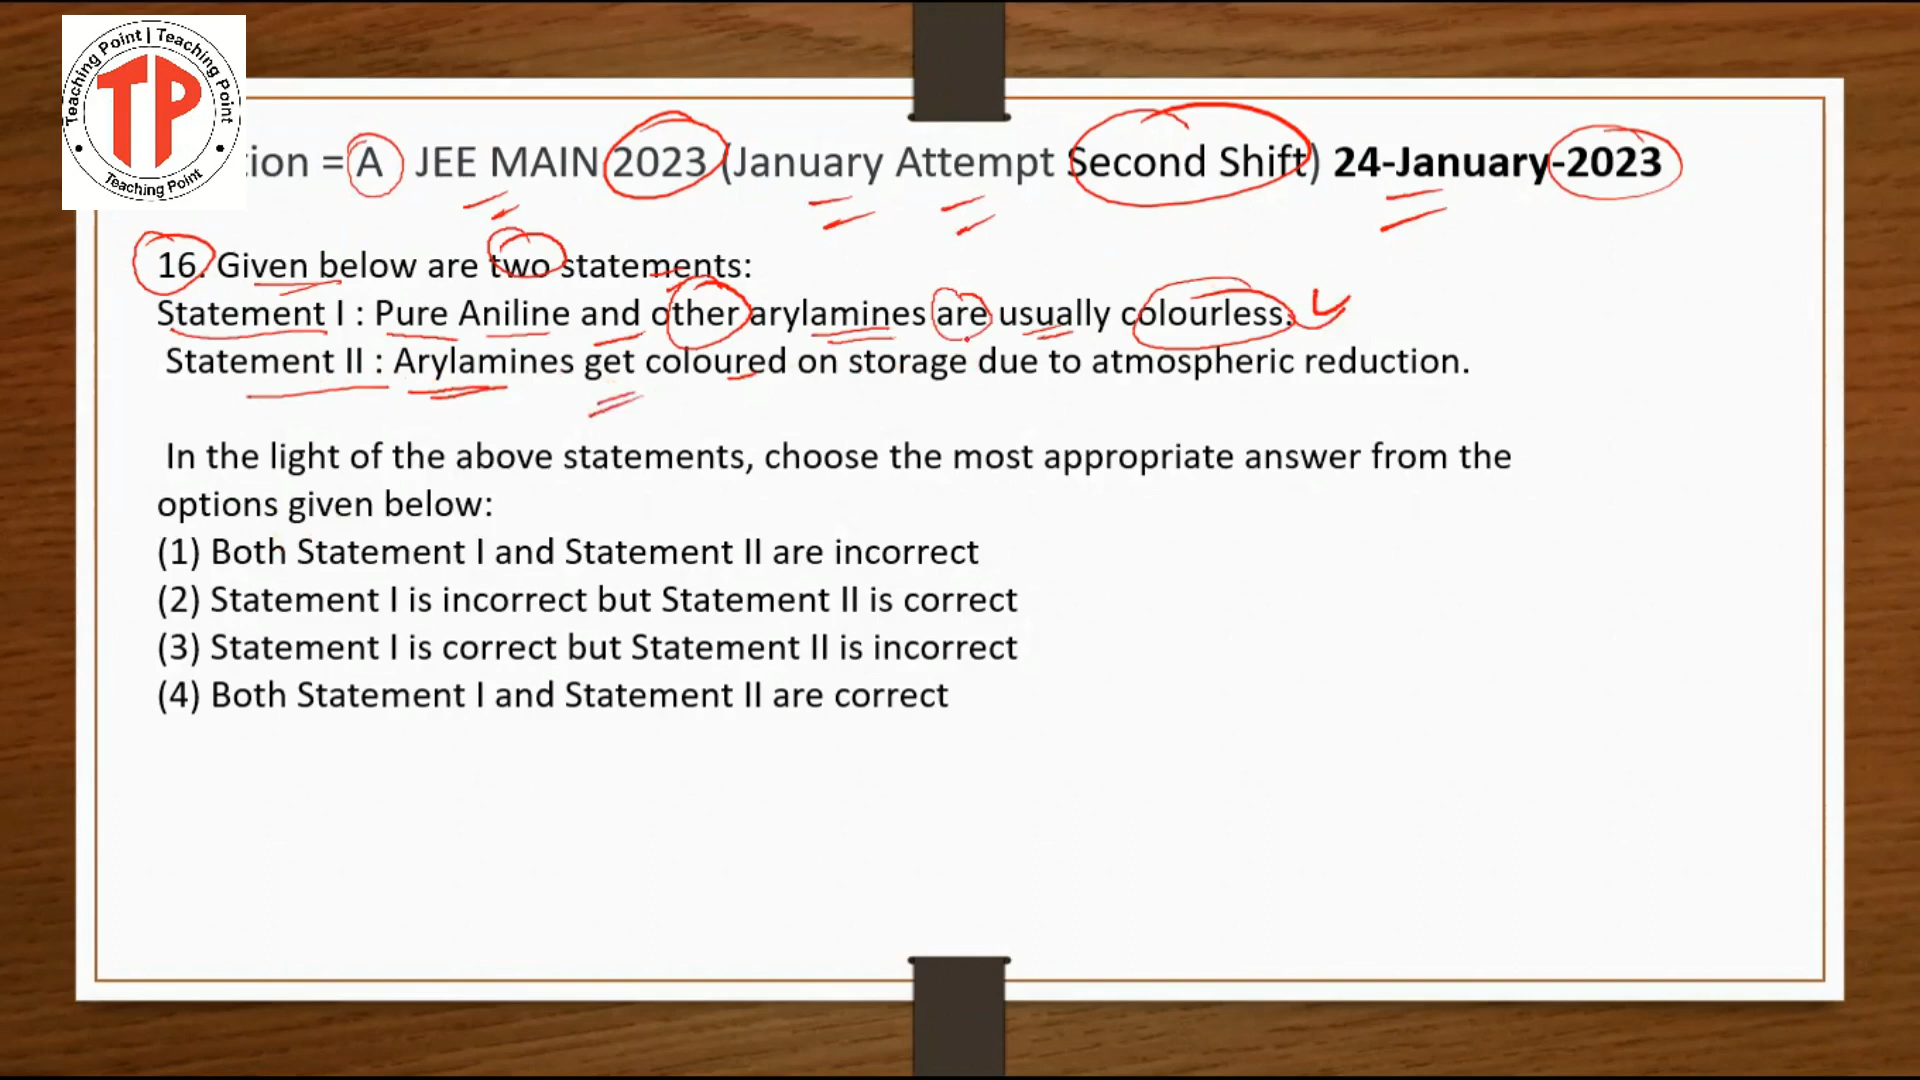 Teaching Point | Teaching Point
TP
Teaching Point
tion = A JEE MAIN 2023 (January Attempt Second Shift) 24-January-2023
16. Given below are two statements:
Statement I : Pure Aniline and other arylamines are usually colourless.
Statement II : Arylamines get coloured on storage due to atmospheric reduction.
In the light of the above statements, choose the most appropriate answer from the
options given below:
(1) Both Statement I and Statement II are incorrect
(2) Statement I is incorrect but Statement II is correct
(3) Statement I is correct but Statement II is incorrect
(4) Both Statement I and Statement II are correct